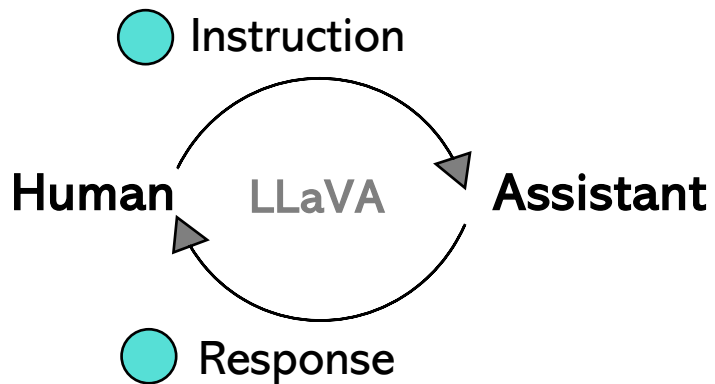 Instruction
Human
LLaVA
Assistant
Response